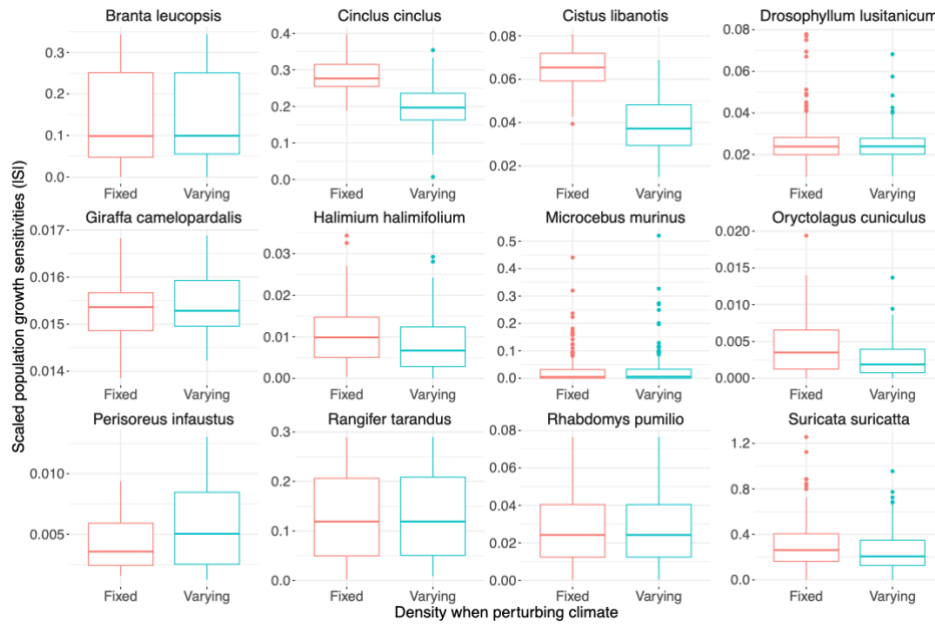 Branta leucopsis
Cinclus cinclus
Cistus libanotis
Drosophyllum lusitanicum
0.3
0.2
0.1
0.0
0.4
0.3
0.2
0.1
0.0
0.08
0.06
0.04
0.02
0.08
0.06
0.04
0.02
Fixed Varying
Fixed Varying
Fixed Varying
Fixed Varying
Giraffa camelopardalis
Halimium halimifolium
Microcebus murinus
Oryctolagus cuniculus
0.017
0.016
0.015
0.014
0.03
0.02
0.01
0.00
0.5
0.4
0.3
0.2
0.1
0.0
0.020
0.015
0.010
0.005
0.000
Fixed Varying
Fixed Varying
Fixed Varying
Fixed Varying
Perisoreus infaustus
Rangifer tarandus
Rhabdomys pumilio
Suricata suricatta
0.010
0.005
0.3
0.2
0.1
0.0
0.08
0.06
0.04
0.02
0.00
1.2
0.8
0.4
0.0
Fixed Varying
Fixed Varying
Fixed Varying
Fixed Varying
Scaled population growth sensitivities (|S|)
Density when perturbing climate